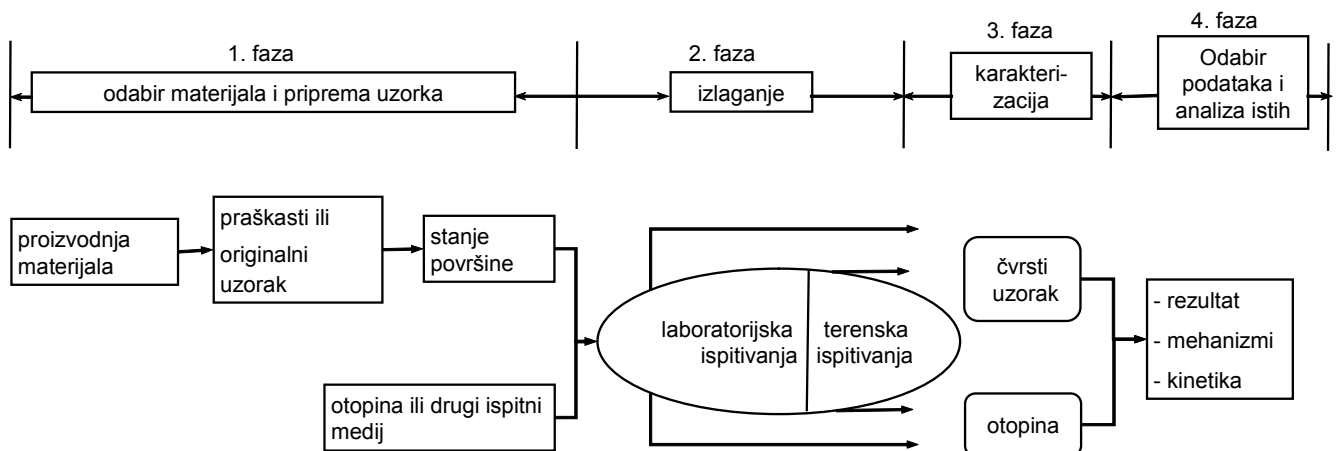 1. faza
2. faza
3. faza
4. faza
odabir materijala i priprema uzorka
izlaganje
karakteri-
zacija
Odabir
podataka i
analiza istih
proizvodnja
materijala
praškasti ili
originalni
uzorak
stanje
površine
otopina ili drugi ispitni
medij
laboratorijska
ispitivanja
terenska
ispitivanja
čvrsti
uzorak
otopina
- rezultat
- mehanizmi
- kinetika